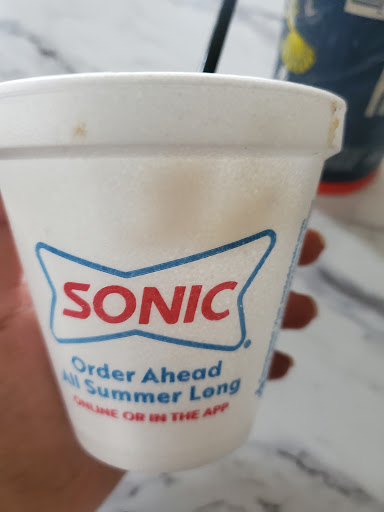 SONIC
Order Ahead
All Summer Long
ONLINE OR IN THE APP